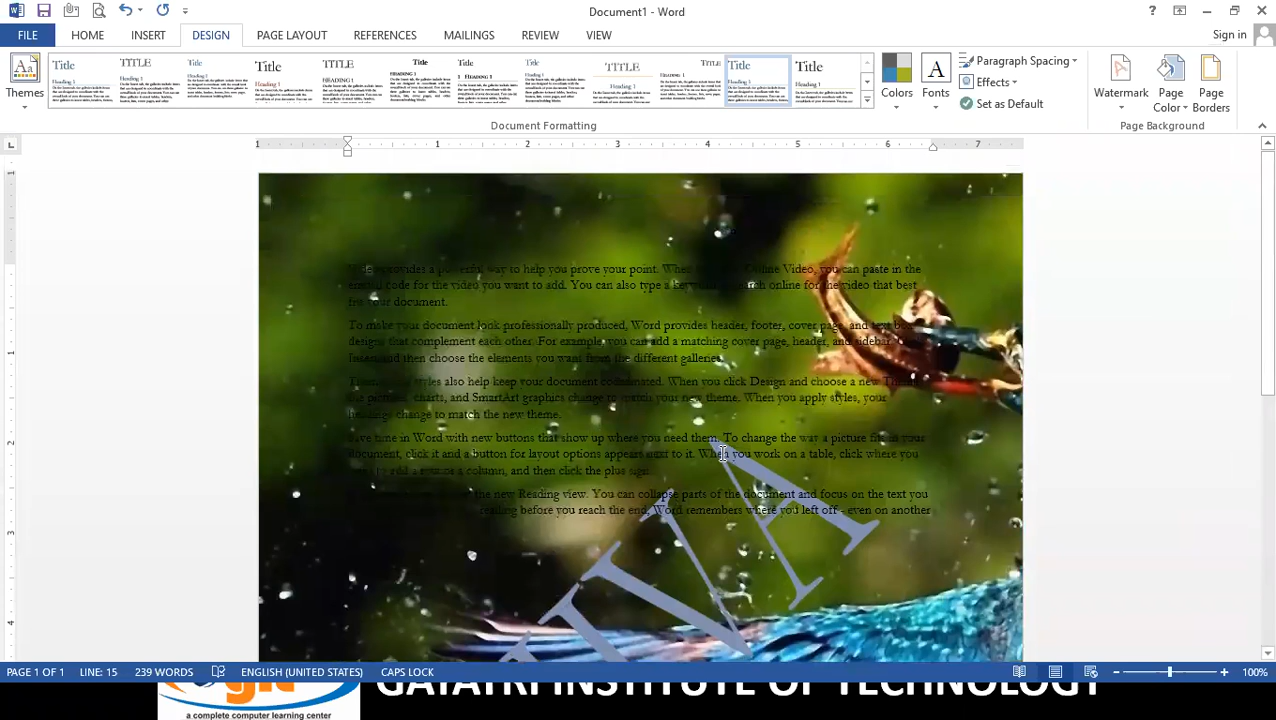 Document1 - Word
Sign in
FILE HOME INSERT DESIGN PAGE LAYOUT REFERENCES MAILINGS REVIEW VIEW
Themes
Colors
Fonts
Paragraph Spacing
Effects
Set as Default
Watermark
Page Color
Page Borders
Document Formatting
Page Background
provides a powerful way to help you prove your point. When Online Video, you can paste in the
embed code for the video you want to add. You can also type a keyword search online for the video that best
fits your document.
To make your document look professionally produced, Word provides header, footer, cover page, and text box
designs that complement each other. For example, you can add a matching cover page, header, and sidebar.
and then choose the elements you want from the different galleries.
styles also help keep your document coordinated. When you click Design and choose a new Theme,
the pictures, charts, and SmartArt graphics change to match your new theme. When you apply styles, your
headings change to match the new theme.
Save time in Word with new buttons that show up where you need them. To change the way a picture fits in your
document, click it and a button for layout options appears next to it. When you work on a table, click where you
want to add a row or a column, and then click the plus sign.
the new Reading view. You can collapse parts of the document and focus on the text you
reading before you reach the end, Word remembers where you left off - even on another
PAGE 1 OF 1 LINE: 15 239 WORDS ENGLISH (UNITED STATES) CAPS LOCK 100%
GAYATRI INSTITUTE OF TECHNOLOGY
a complete computer learning center